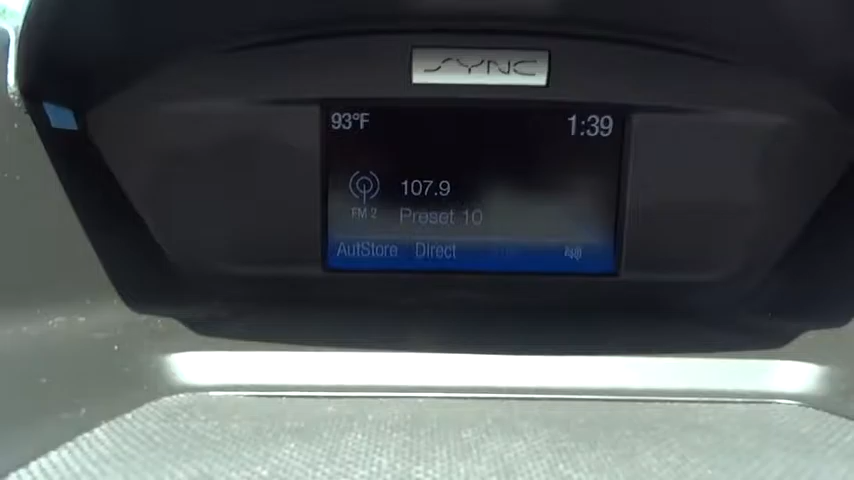 SYNC
93°F 1:39
107.9
FM 2 Preset 10
AutStore Direct